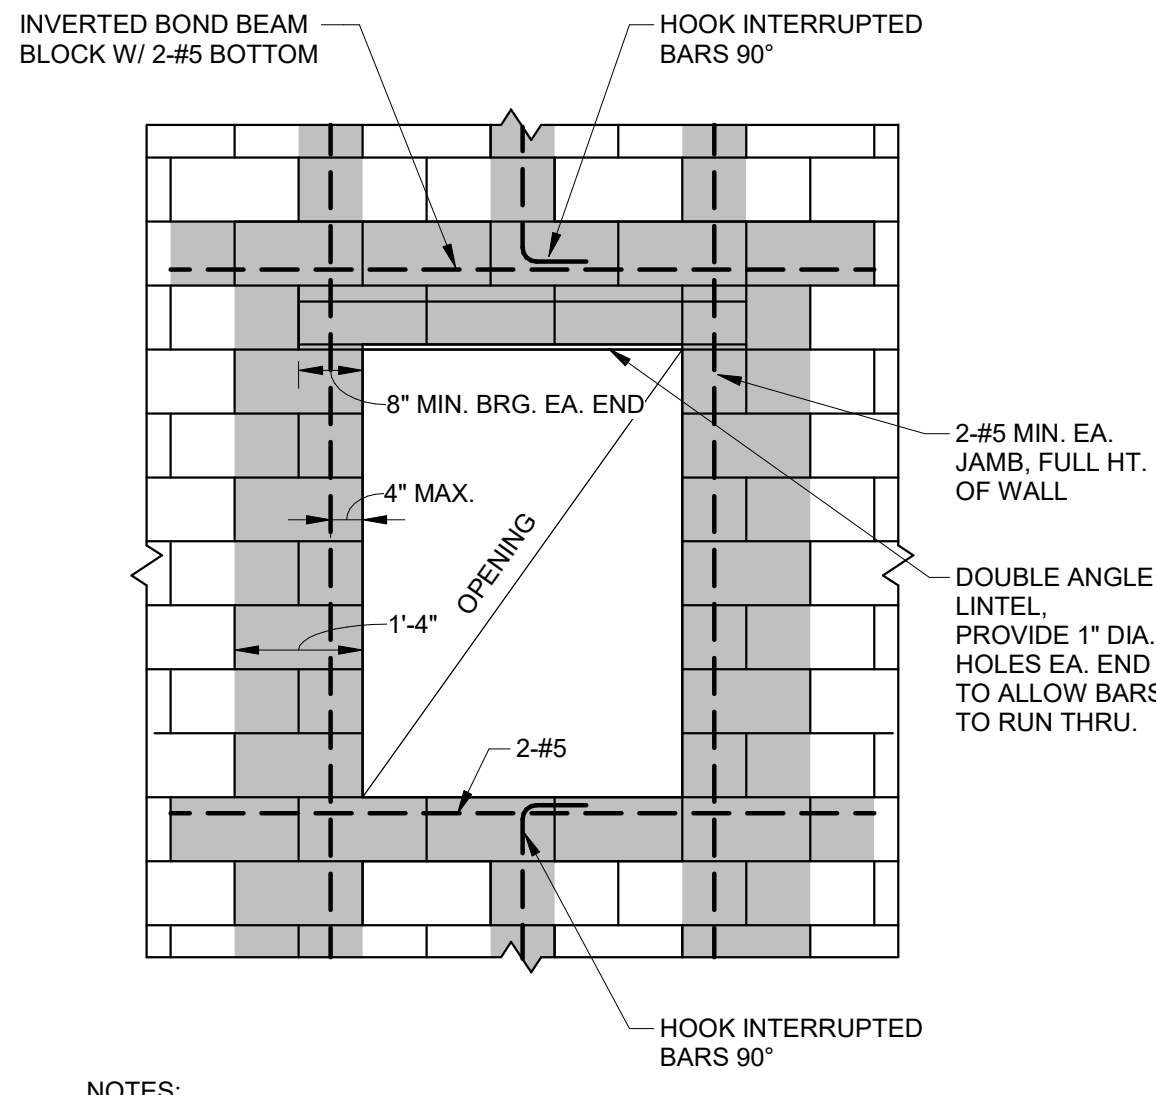 INVERTED BOND BEAM
BLOCK W/ 2-#5 BOTTOM
HOOK INTERRUPTED
BARS 90°
8" MIN. BRG. EA. END
2-#5 MIN. EA.
JAMB, FULL HT.
OF WALL
4" MAX.
OPENING
DOUBLE ANGLE
LINTEL,
PROVIDE 1" DIA.
HOLES EA. END
TO ALLOW BARS
TO RUN THRU.
1'-4"
2-#5
HOOK INTERRUPTED
BARS 90°
NOTES: